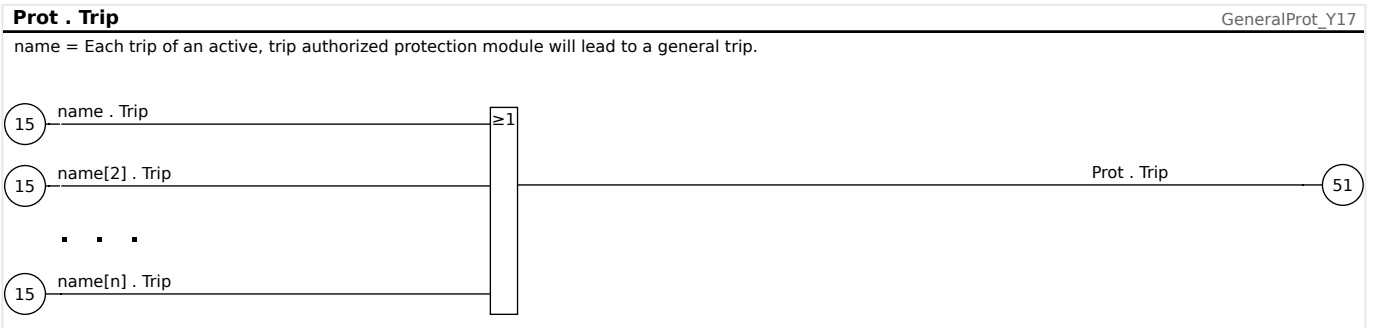 Prot . Trip
GeneralProt_Y17
name = Each trip of an active, trip authorized protection module will lead to a general trip.
name . Trip
15
≥1
name[2] . Trip
15
Prot . Trip
51
. . .
name[n] . Trip
15